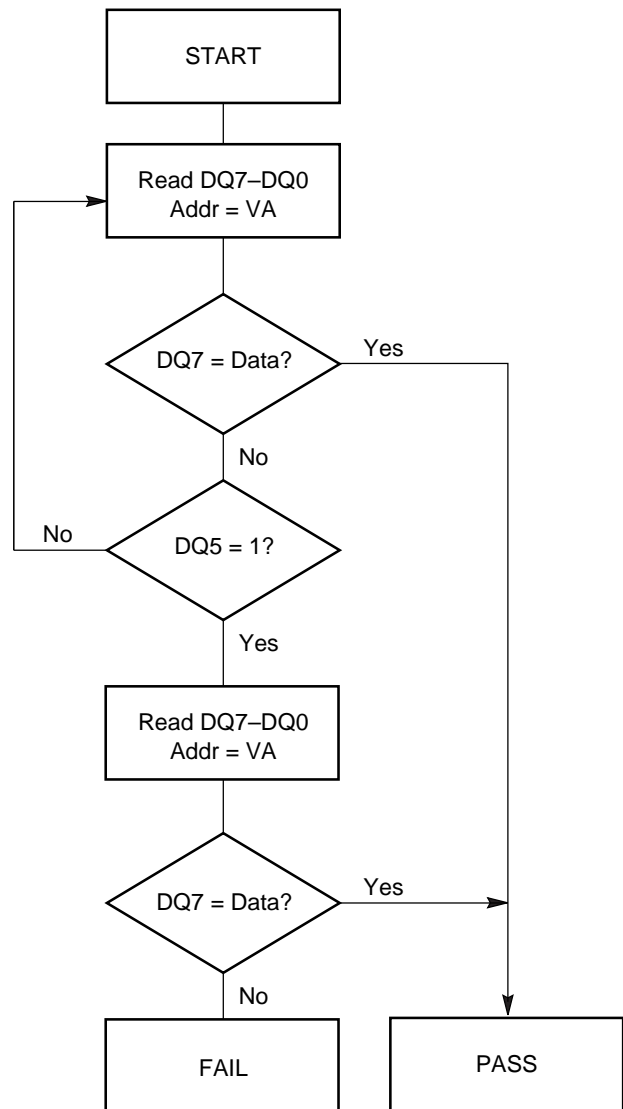 START
Read DQ7–DQ0
Addr = VA
DQ7 = Data?
Yes
No
No
DQ5 = 1?
Yes
Read DQ7–DQ0
Addr = VA
DQ7 = Data?
Yes
No
FAIL
PASS